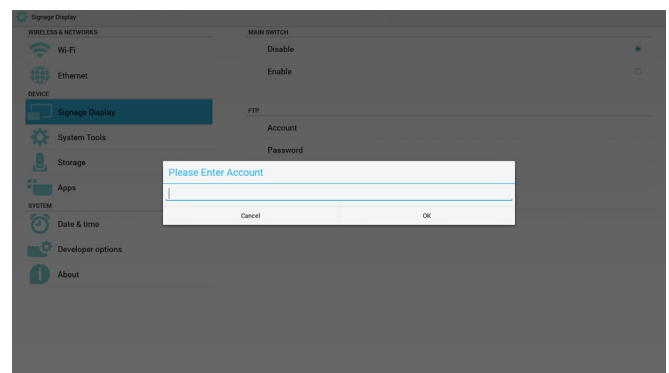 Signage Display
WIRELESS & NETWORKS
Wi-Fi
Ethernet
DEVICE
Signage Display
System Tools
Storage
Apps
SYSTEM
Date & time
Developer options
About
MAIN SWITCH
Disable
Enable
FTP
Account
Password
Please Enter Account
Cancel
OK